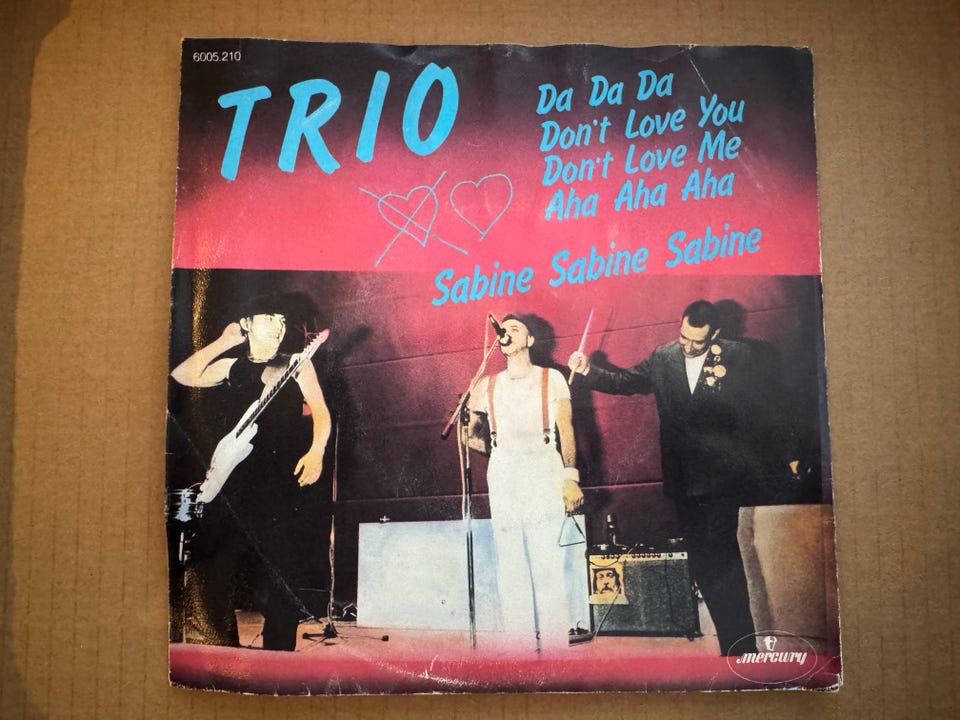 6005.210
TRIO
Da Da Da
Don't Love You
Don't Love Me
Aha Aha Aha
Sabine Sabine Sabine
mercury